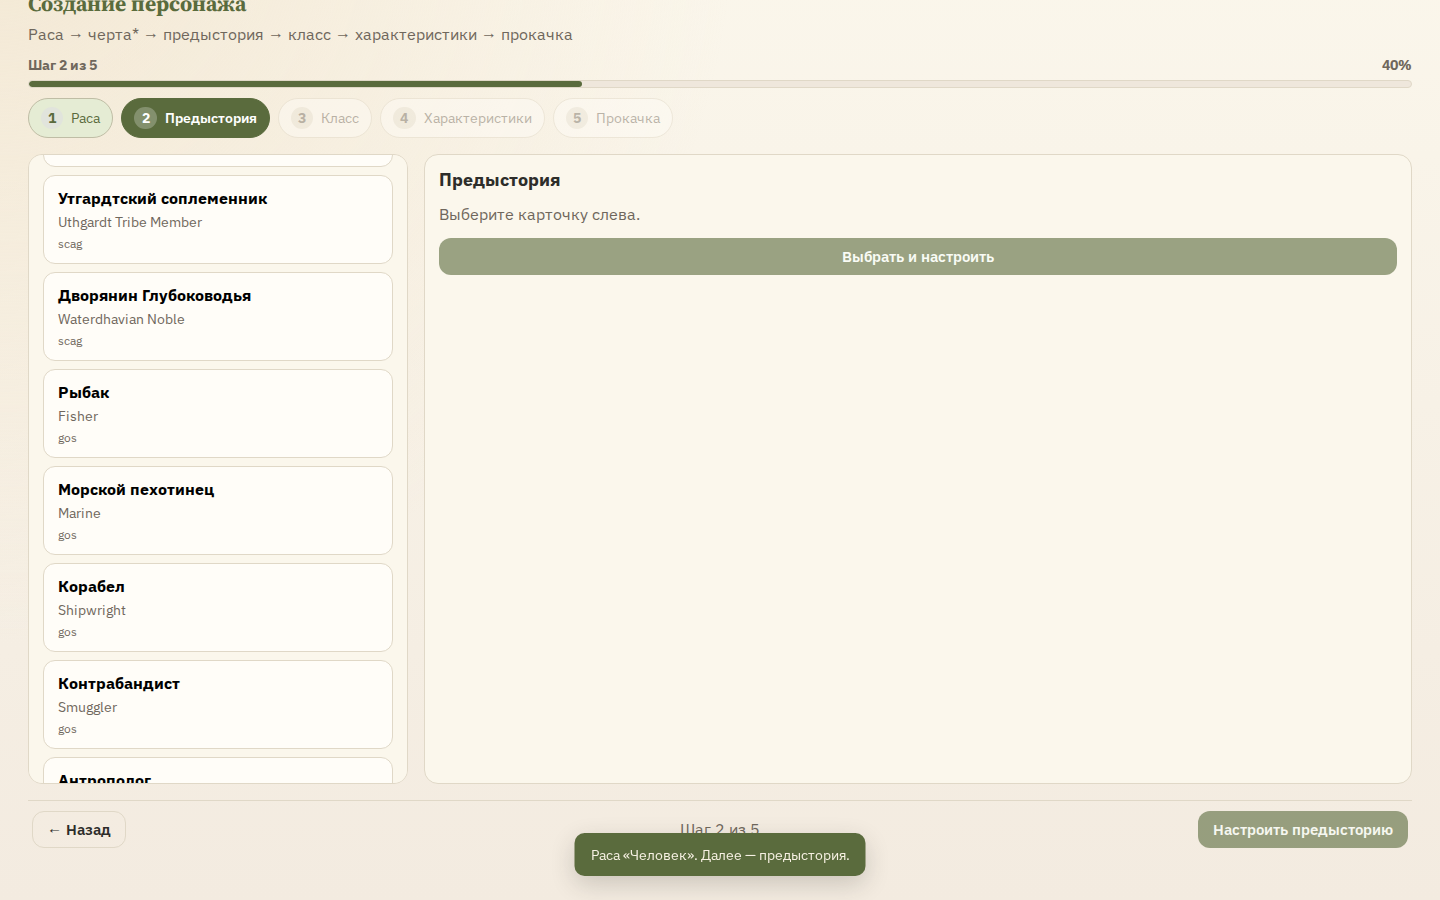 Создание персонажа
Раса → черта* → предыстория → класс → характеристики → прокачка
Шаг 2 из 5
40%
1 Раса
2 Предыстория
3 Класс
4 Характеристики
5 Прокачка
Утгардтский соплеменник
Uthgardt Tribe Member
scag
Дворянин Глубоководья
Waterdhavian Noble
scag
Рыбак
Fisher
gos
Морской пехотинец
Marine
gos
Корабел
Shipwright
gos
Контрабандист
Smuggler
gos
Антрополог
Предыстория
Выберите карточку слева.
Выбрать и настроить
← Назад
Шаг 2 из 5
Настроить предысторию
Раса «Человек». Далее — предыстория.